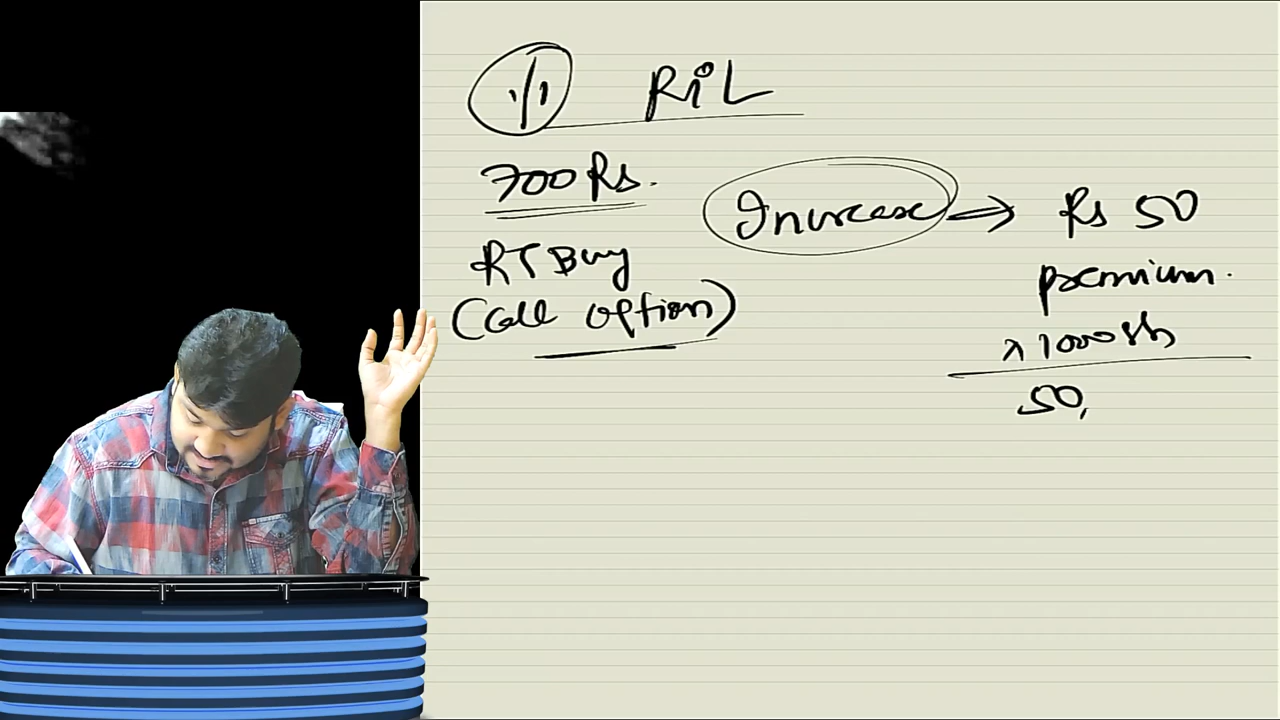 1/1 RiL
700 Rs.
RT Buy
(Call option)
Increase → Rs 50
premium.
x 1000 sh
50,